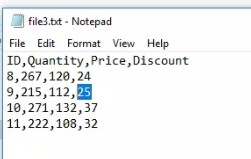 file3.txt - Notepad
File Edit Format View Help
ID,Quantity,Price,Discount
8,267,120,24
9,215,112,25
10,271,132,37
11,222,108,32